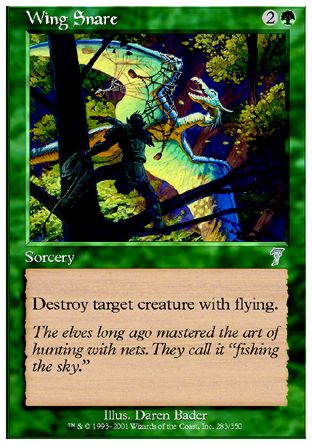 Wing Snare 2
Sorcery
Destroy target creature with flying.
The elves long ago mastered the art of
hunting with nets. They call it “fishing
the sky.”
Illus. Daren Bader
™ & © 1993–2001 Wizards of the Coast, Inc. 283/350